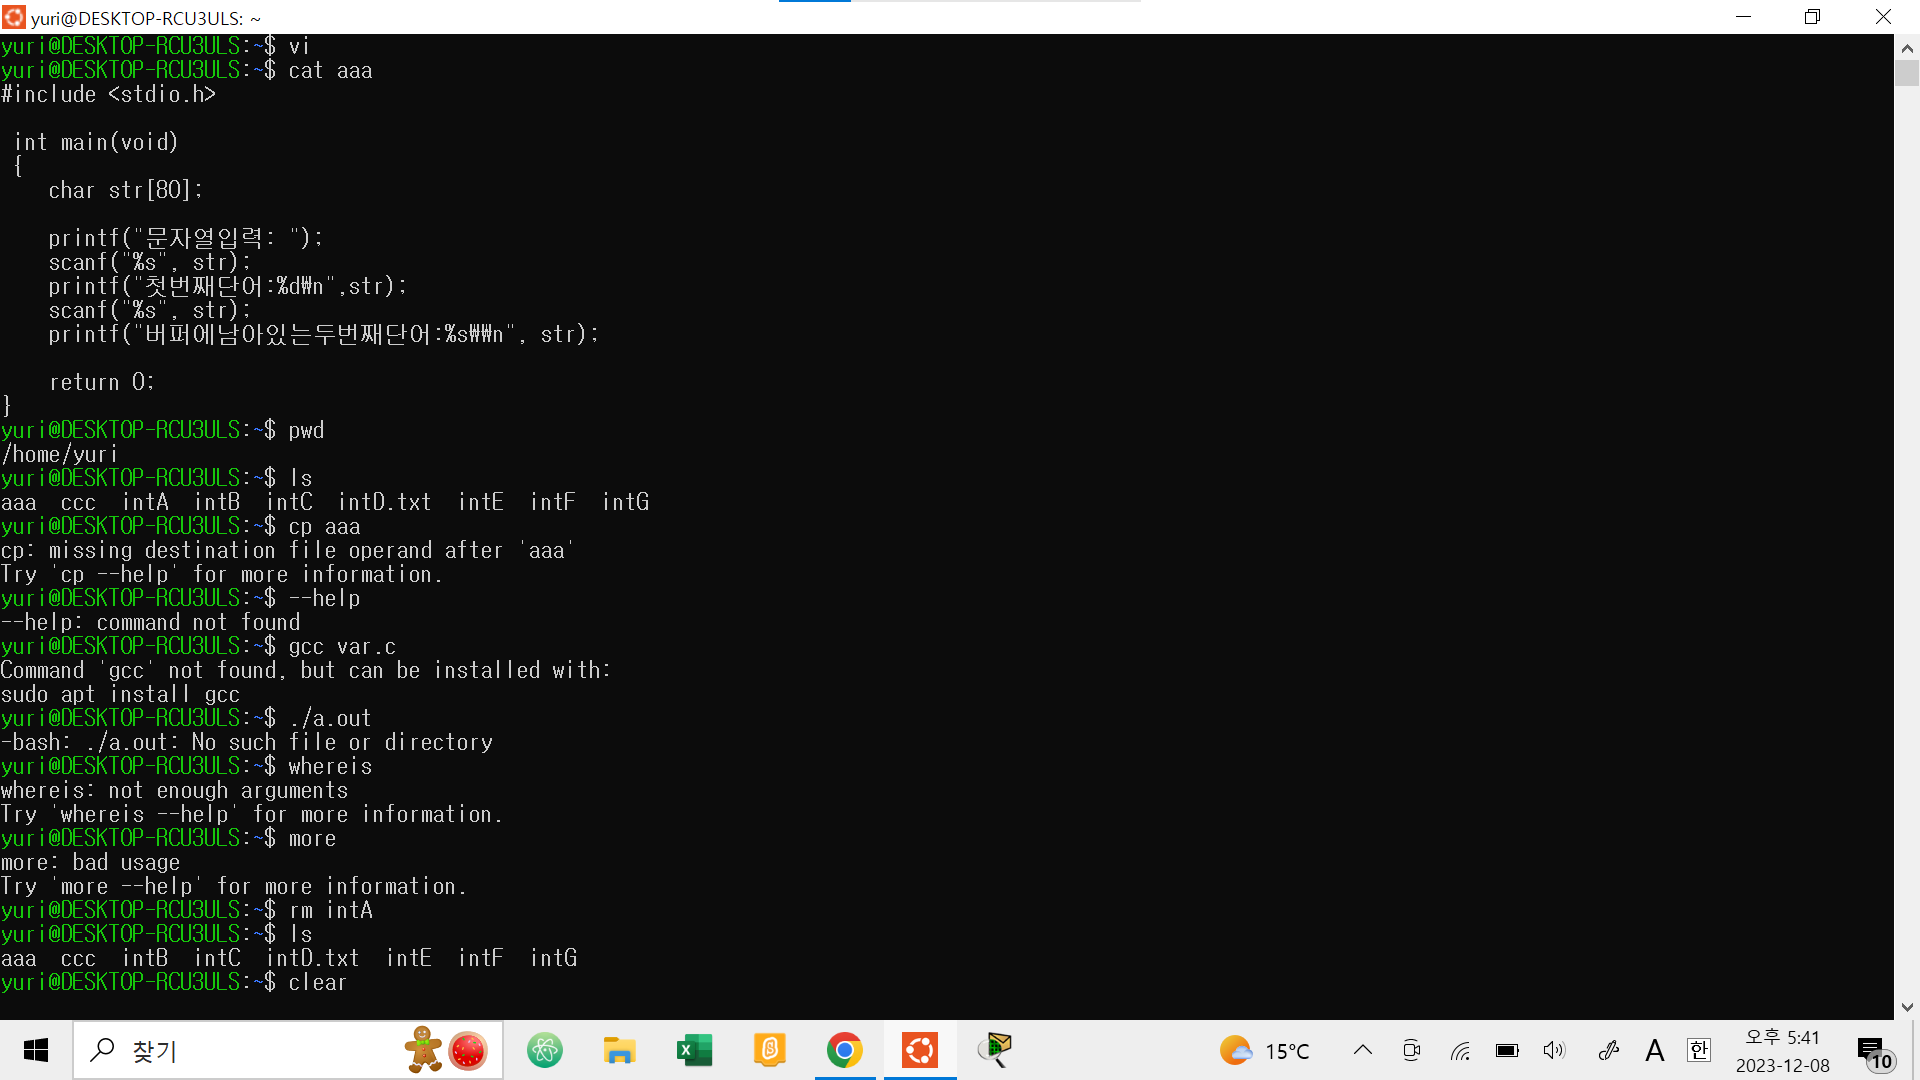 yuri@DESKTOP-RCU3ULS: ~
yuri@DESKTOP-RCU3ULS:~$ vi
yuri@DESKTOP-RCU3ULS:~$ cat aaa
#include <stdio.h>
int main(void)
{
char str[80];
printf("문자열입력: ");
scanf("%s", str);
printf("첫번째단어:%d₩n",str);
scanf("%s", str);
printf("버퍼에남아있는두번째단어:%s₩₩n", str);
return 0;
}
yuri@DESKTOP-RCU3ULS:~$ pwd
/home/yuri
yuri@DESKTOP-RCU3ULS:~$ ls
aaa  ccc  intA  intB  intC  intD.txt  intE  intF  intG
yuri@DESKTOP-RCU3ULS:~$ cp aaa
cp: missing destination file operand after 'aaa'
Try 'cp --help' for more information.
yuri@DESKTOP-RCU3ULS:~$ --help
--help: command not found
yuri@DESKTOP-RCU3ULS:~$ gcc var.c
Command 'gcc' not found, but can be installed with:
sudo apt install gcc
yuri@DESKTOP-RCU3ULS:~$ ./a.out
-bash: ./a.out: No such file or directory
yuri@DESKTOP-RCU3ULS:~$ whereis
whereis: not enough arguments
Try 'whereis --help' for more information.
yuri@DESKTOP-RCU3ULS:~$ more
more: bad usage
Try 'more --help' for more information.
yuri@DESKTOP-RCU3ULS:~$ rm intA
yuri@DESKTOP-RCU3ULS:~$ ls
aaa  ccc  intB  intC  intD.txt  intE  intF  intG
yuri@DESKTOP-RCU3ULS:~$ clear
찾기
15℃
A
한
오후 5:41
2023-12-08
10